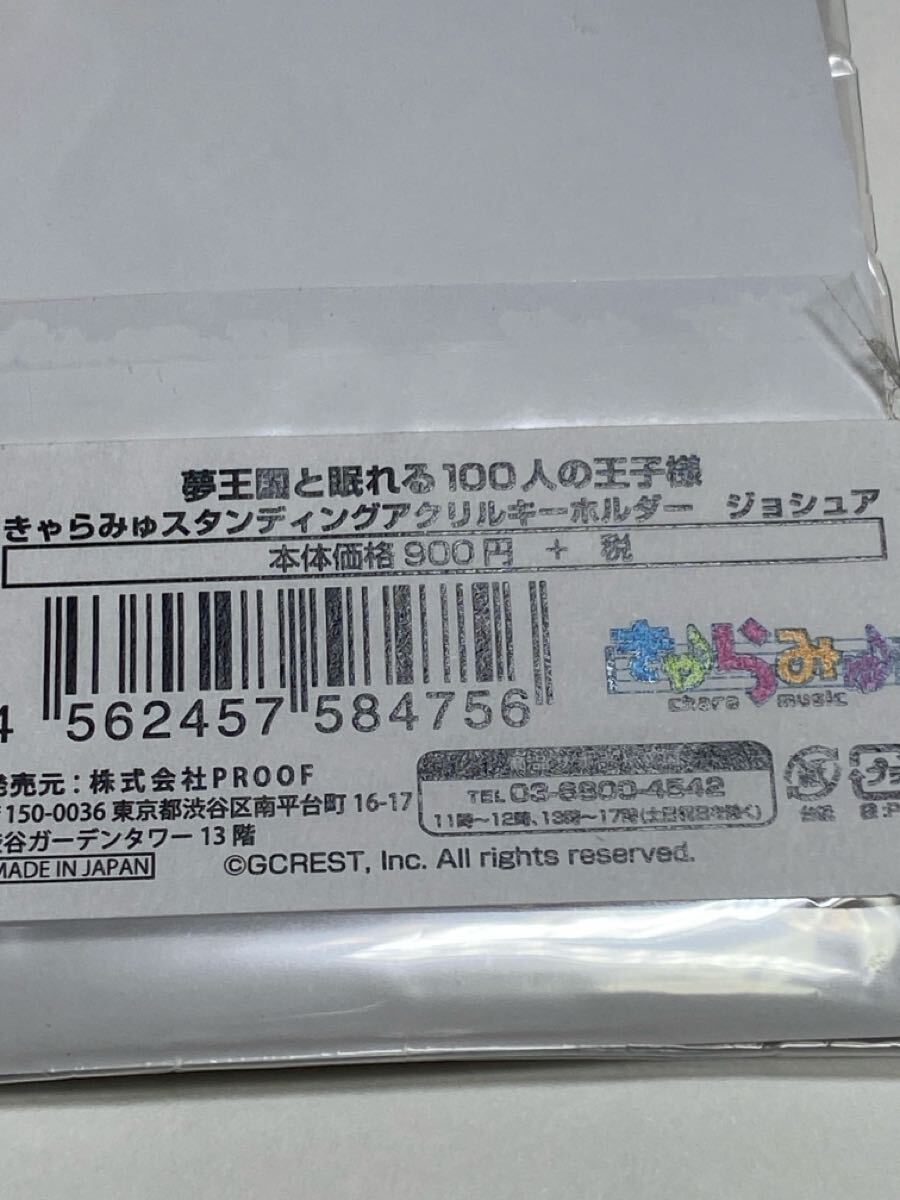 夢王国と眠れる100人の王子様
きゃらみゅスタンディングアクリルキーホルダー ジョシュア
本体価格900円 + 税
4 562457 584756
きゃらみゅ
chara music
発売元:株式会社PROOF
〒150-0036 東京都渋谷区南平台町 16-17
渋谷ガーデンタワー 13 階
MADE IN JAPAN
TEL 03-6900-4542
11時~12時、13時~17時(土日祝日を除く)
©GCREST, Inc. All rights reserved.
プラ